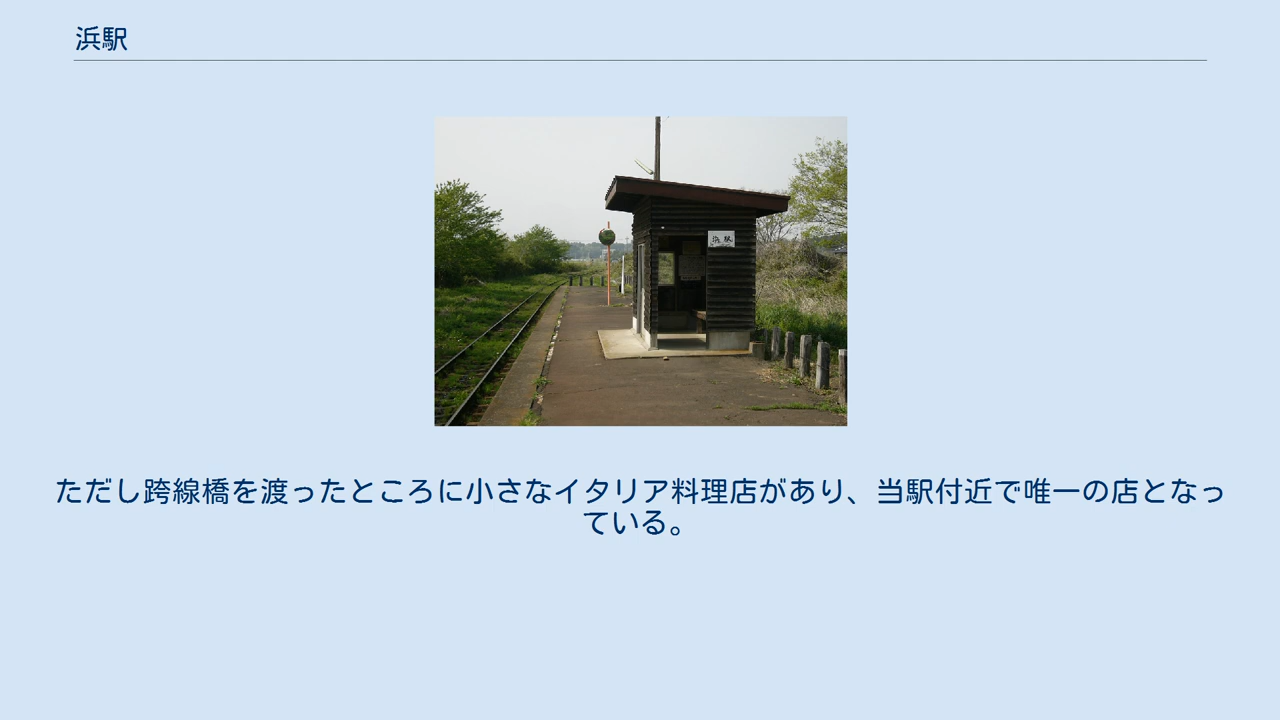 浜駅
浜 駅
ただし跨線橋を渡ったところに小さなイタリア料理店があり、当駅付近で唯一の店となっ
ている。